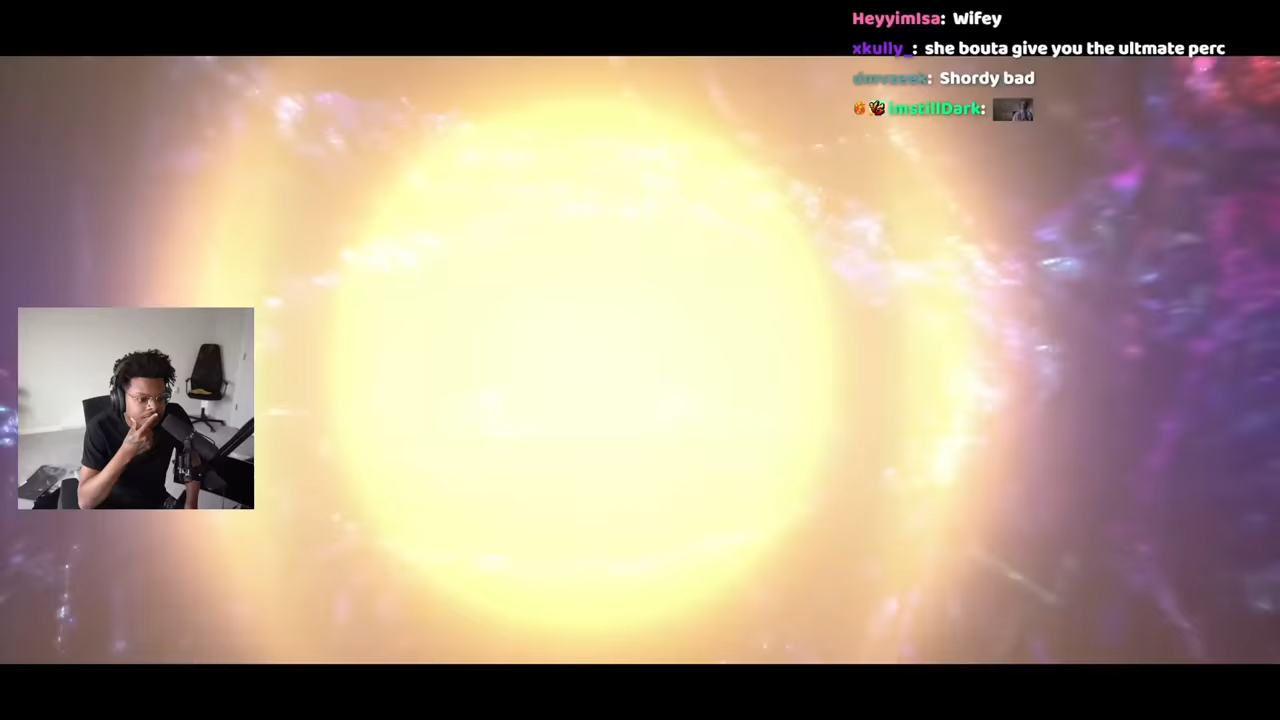 HeyyimIsa: Wifey
xkully_: she bouta give you the ultmate perc
: Shordy bad
imstillDark: